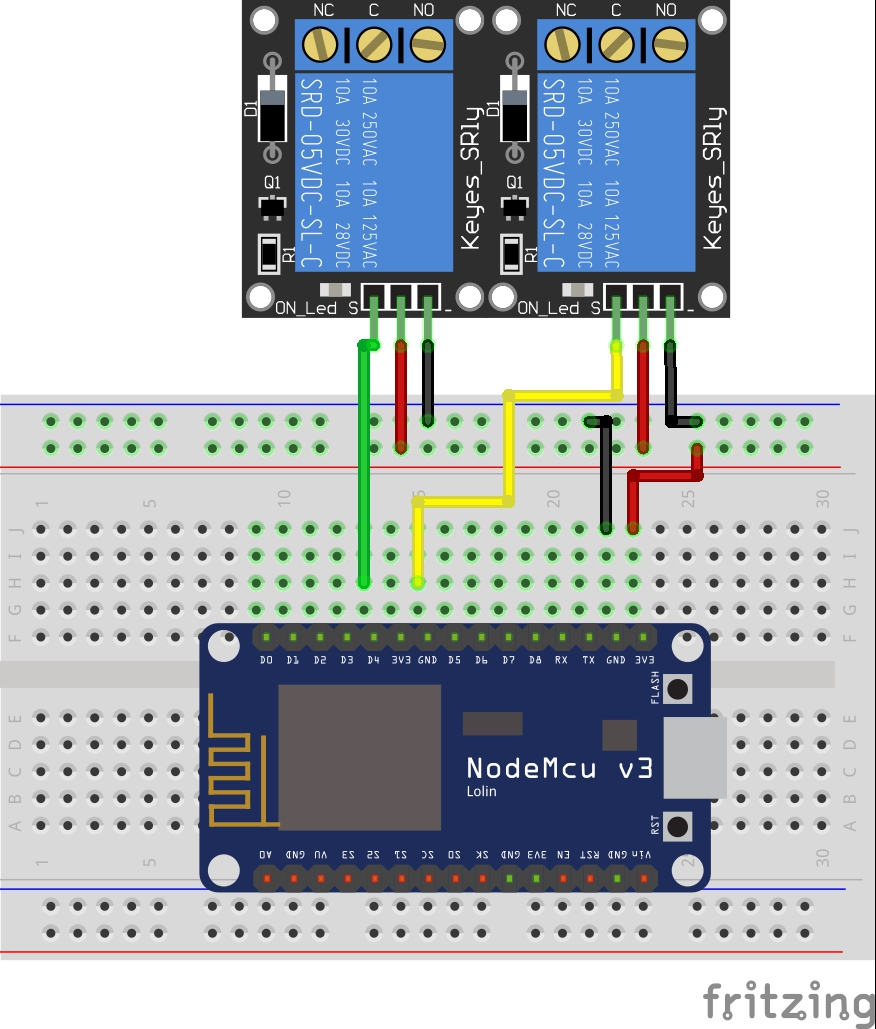 NC C NO NC C NO
D1
SRD-05VDC-SL-C
10A 30VDC 10A 28VDC
10A 250VAC 10A 125VAC
Keyes_SRly
Q1
R1
ON_Led S -
D1
SRD-05VDC-SL-C
10A 30VDC 10A 28VDC
10A 250VAC 10A 125VAC
Keyes_SRly
Q1
R1
ON_Led S -
1 5 10 20 25 30
J J
I I
H H
G G
F F
D0 D1 D2 D3 D4 3V3 GND D5 D6 D7 D8 RX TX GND 3V3
FLASH
E E
D D
C C
B B
A A
NodeMcu v3
Lolin
RST
A0 GND VU S3 S2 S1 SC S0 SK GND 3V3 EN RST GND Vin
1 5 30
fritzing